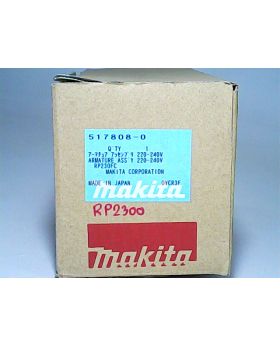 517808-0
Q'TY 1
アーマチュア アッセンブリ 220-240V
ARMATURE ASS'Y 220-240V
RP2300FC
MAKITA CORPORATION
MADE IN JAPAN
makita
RP2300